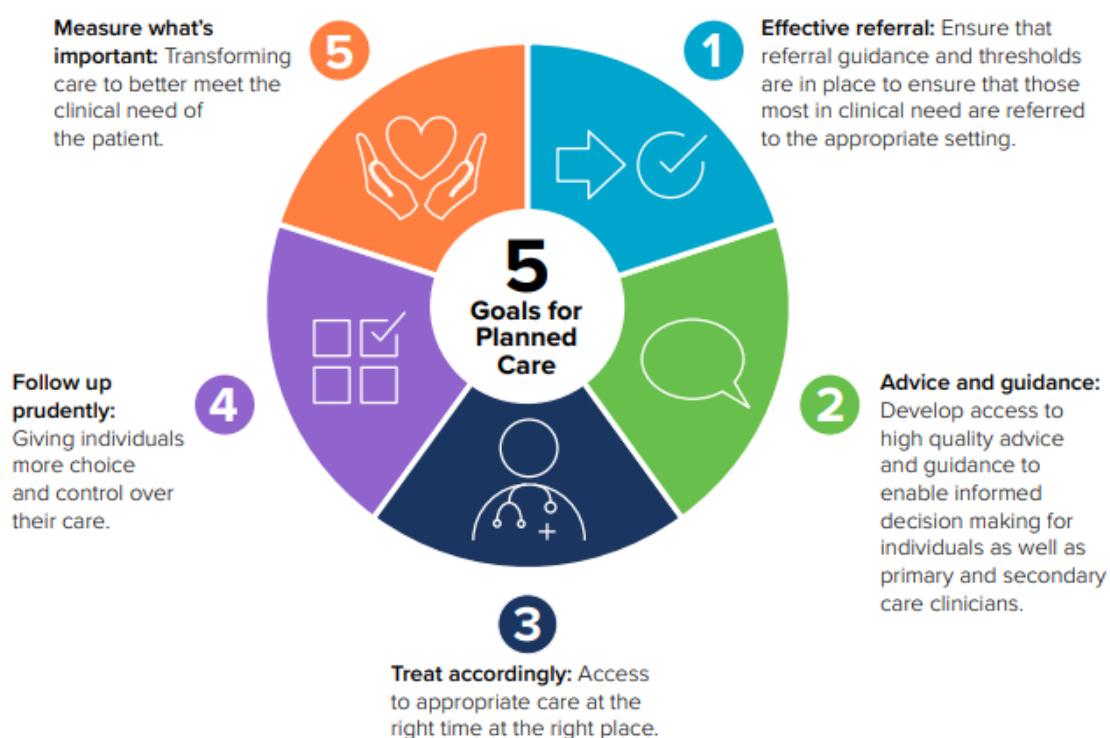 5
Goals for
Planned
Care
1
Effective referral: Ensure that
referral guidance and thresholds
are in place to ensure that those
most in clinical need are referred
to the appropriate setting.
2
Advice and guidance:
Develop access to
high quality advice
and guidance to
enable informed
decision making for
individuals as well as
primary and secondary
care clinicians.
3
Treat accordingly: Access
to appropriate care at the
right time at the right place.
4
Follow up
prudently:
Giving individuals
more choice
and control over
their care.
5
Measure what's
important: Transforming
care to better meet the
clinical need of
the patient.